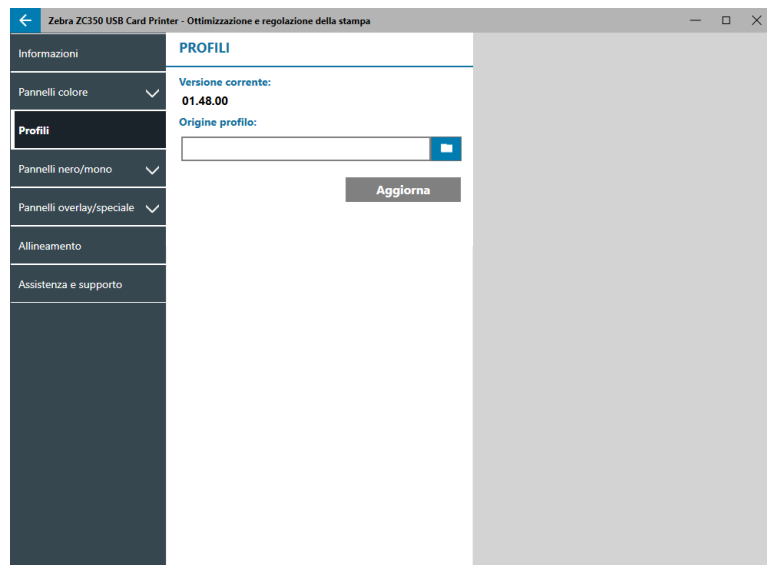 Zebra ZC350 USB Card Printer - Ottimizzazione e regolazione della stampa
Informazioni
Pannelli colore
Profili
Pannelli nero/mono
Pannelli overlay/speciale
Allineamento
Assistenza e supporto
PROFILI
Versione corrente:
01.48.00
Origine profilo:
Aggiorna